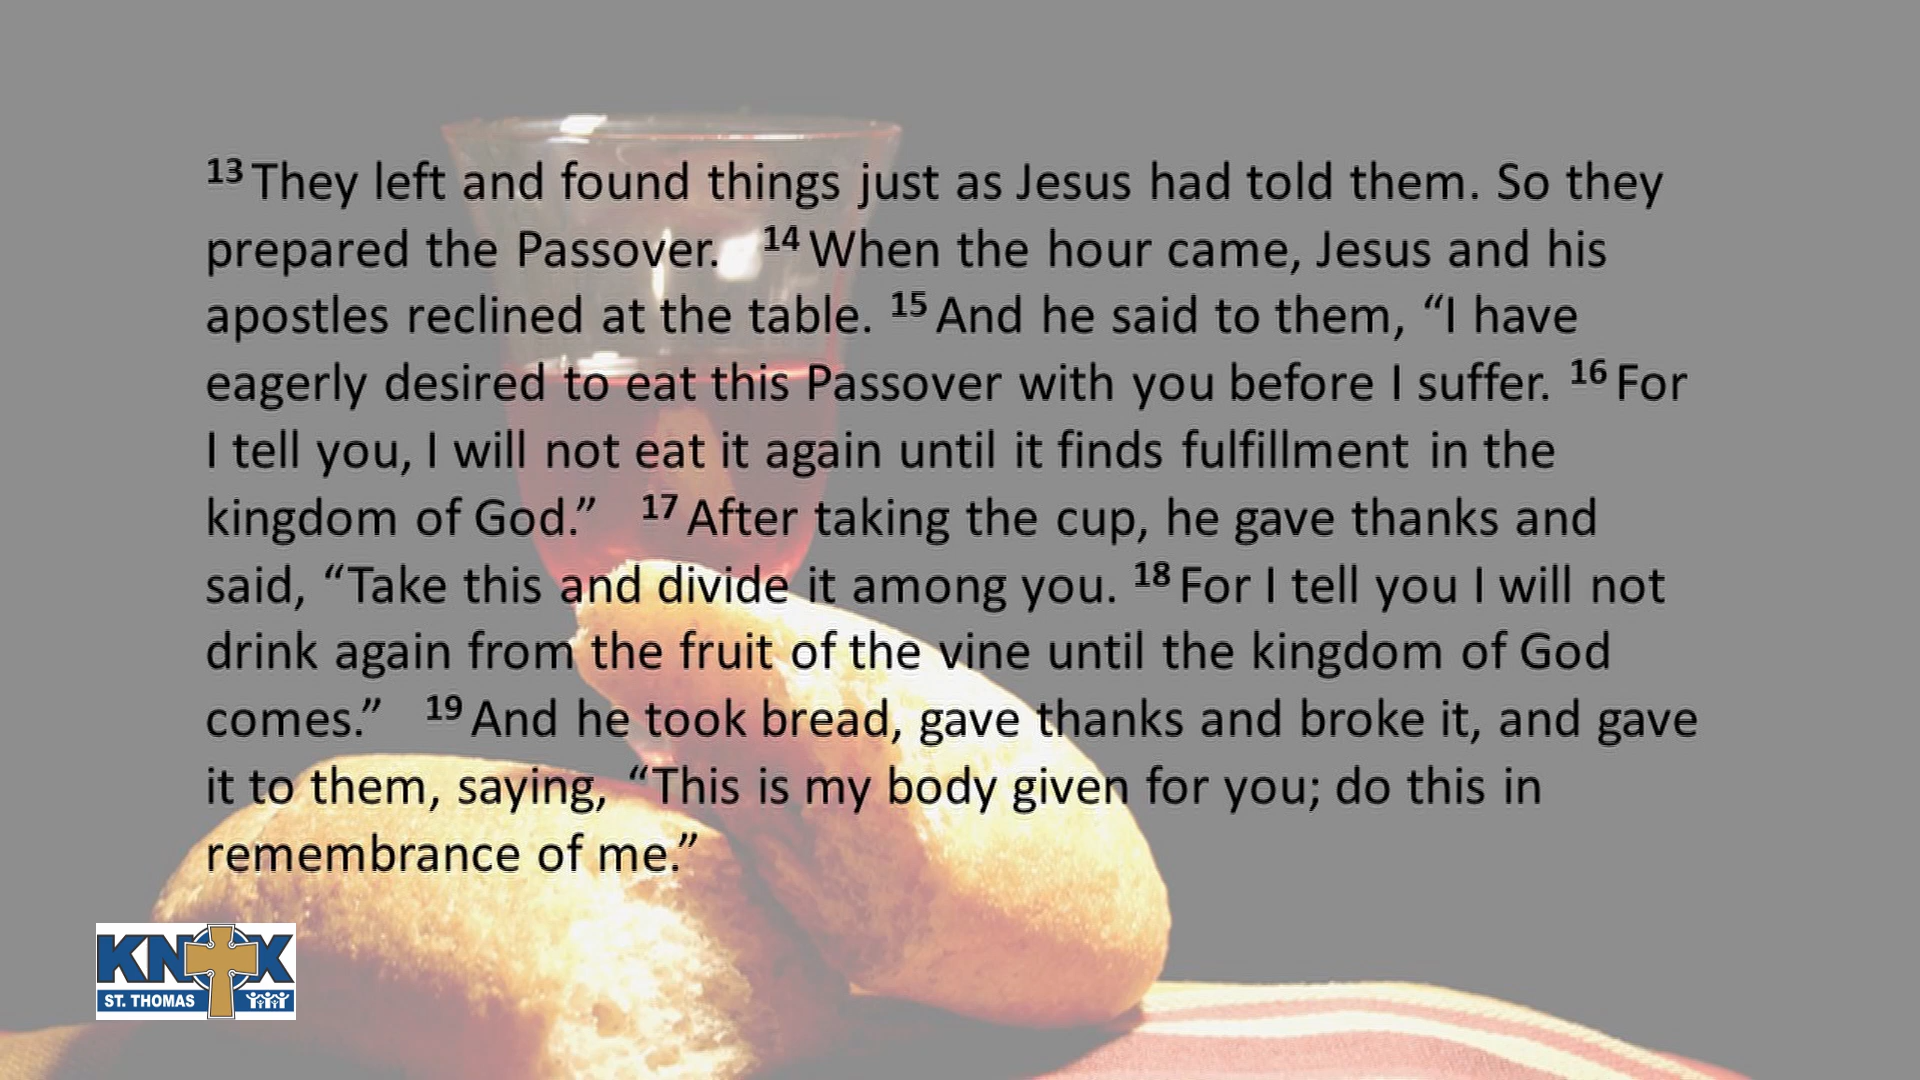 13 They left and found things just as Jesus had told them. So they
prepared the Passover. 14 When the hour came, Jesus and his
apostles reclined at the table. 15 And he said to them, “I have
eagerly desired to eat this Passover with you before I suffer. 16 For
I tell you, I will not eat it again until it finds fulfillment in the
kingdom of God.” 17 After taking the cup, he gave thanks and
said, “Take this and divide it among you. 18 For I tell you I will not
drink again from the fruit of the vine until the kingdom of God
comes.” 19 And he took bread, gave thanks and broke it, and gave
it to them, saying, “This is my body given for you; do this in
remembrance of me.”
KNOX
ST. THOMAS